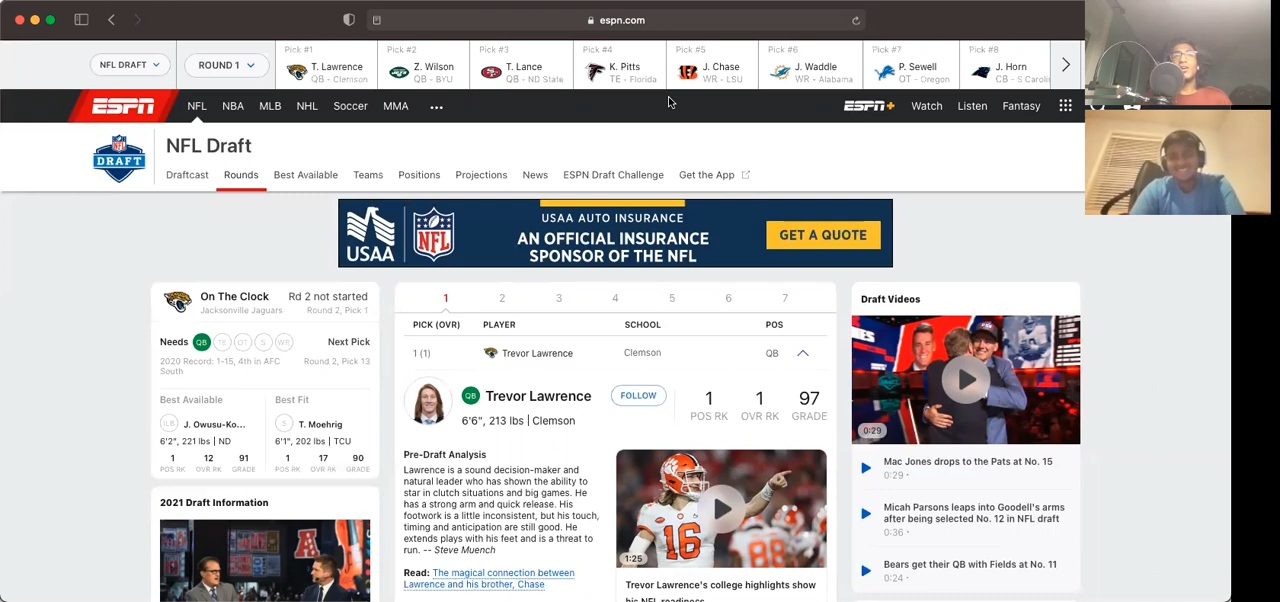 espn.com
NFL DRAFT
ROUND 1
Pick #1
T. Lawrence
QB - Clemson
Pick #2
Z. Wilson
QB - BYU
Pick #3
T. Lance
QB - ND State
Pick #4
K. Pitts
TE - Florida
Pick #5
J. Chase
WR - LSU
Pick #6
J. Waddle
WR - Alabama
Pick #7
P. Sewell
OT - Oregon
Pick #8
J. Horn
CB - S Caroli
ESPN NFL NBA MLB NHL Soccer MMA ... ESPN+ Watch Listen Fantasy
NFL DRAFT
NFL Draft
Draftcast Rounds Best Available Teams Positions Projections News ESPN Draft Challenge Get the App
USAA NFL
USAA AUTO INSURANCE
AN OFFICIAL INSURANCE
SPONSOR OF THE NFL
GET A QUOTE
On The Clock Rd 2 not started
Jacksonville Jaguars Round 2, Pick 1
Needs QB TE OT S WR Next Pick
2020 Record: 1-15, 4th in AFC Round 2, Pick 13
South
Best Available
ILB J. Owusu-Ko...
6'2", 221 lbs | ND
1 12 91
POS RK OVR RK GRADE
Best Fit
S T. Moehrig
6'1", 202 lbs | TCU
1 17 90
POS RK OVR RK GRADE
2021 Draft Information
1 2 3 4 5 6 7
PICK (OVR) PLAYER SCHOOL POS
1 (1) Trevor Lawrence Clemson QB
QB Trevor Lawrence FOLLOW
6'6", 213 lbs | Clemson
1 1 97
POS RK OVR RK GRADE
Pre-Draft Analysis
Lawrence is a sound decision-maker and
natural leader who has shown the ability to
star in clutch situations and big games. He
has a strong arm and quick release. His
footwork is a little inconsistent, but his touch,
timing and anticipation are still good. He
extends plays with his feet and is a threat to
run. -- Steve Muench
Read: The magical connection between
Lawrence and his brother, Chase
16
88
1:25
Trevor Lawrence's college highlights show
his NFL readiness
Draft Videos
0:29
Mac Jones drops to the Pats at No. 15
0:29 ·
Micah Parsons leaps into Goodell's arms
after being selected No. 12 in NFL draft
0:36 ·
Bears get their QB with Fields at No. 11
0:24 ·